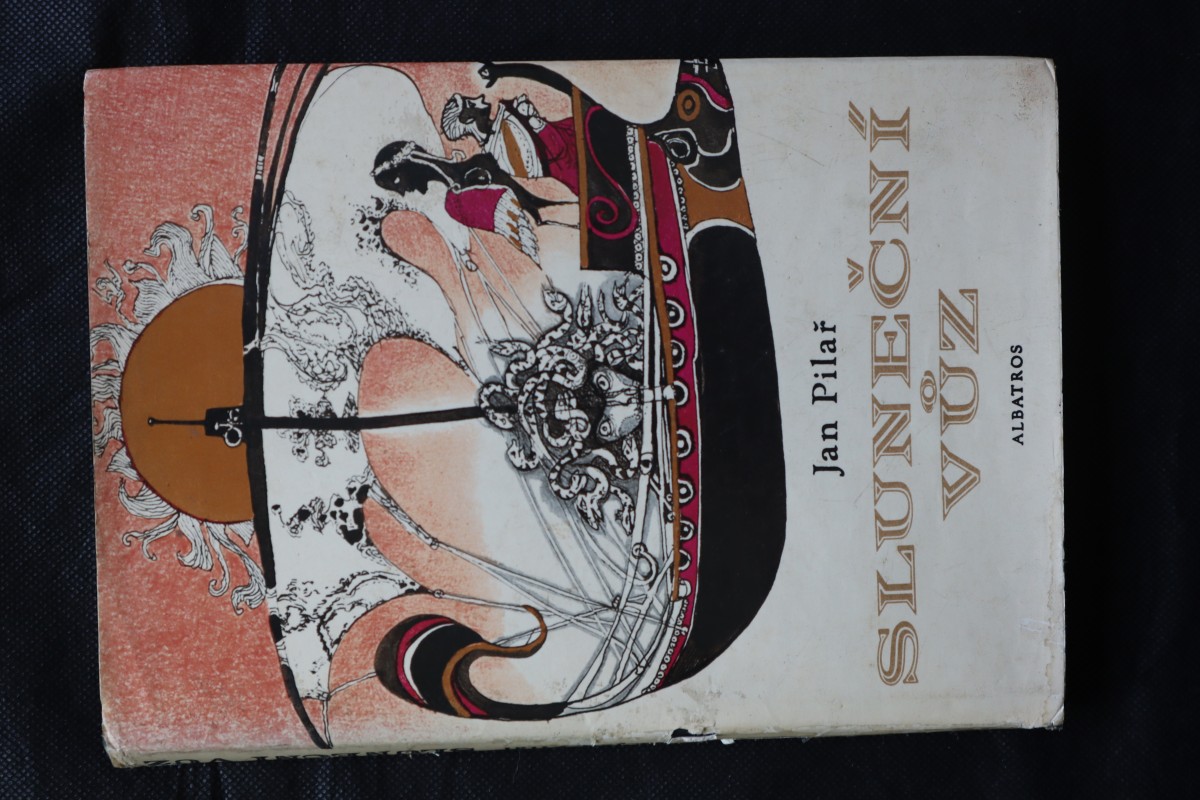 Jan Pilař
SLUNEČNÍ
VŮZ
ALBATROS